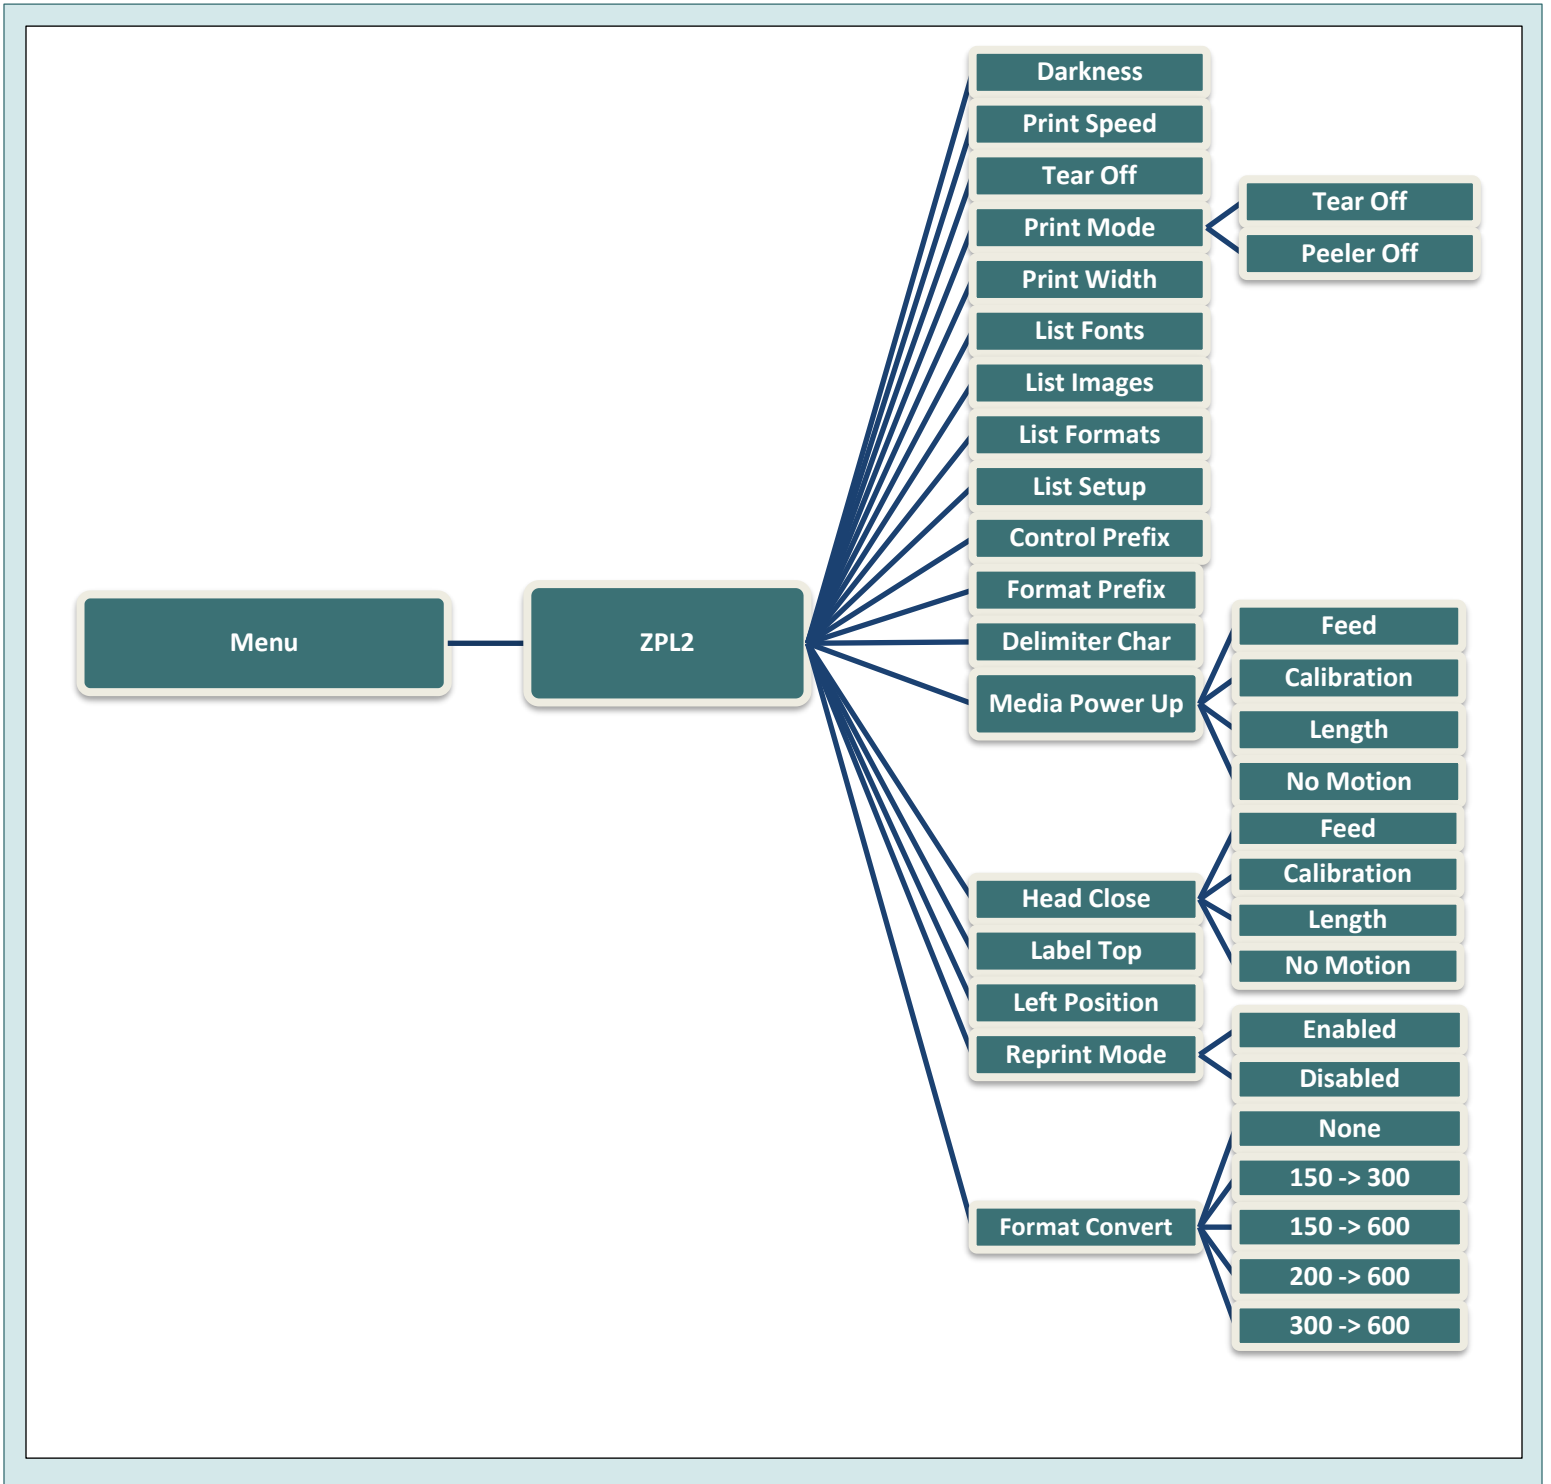 Menu
ZPL2
Darkness
Print Speed
Tear Off
Print Mode
Tear Off
Peeler Off
Print Width
List Fonts
List Images
List Formats
List Setup
Control Prefix
Format Prefix
Delimiter Char
Media Power Up
Feed
Calibration
Length
No Motion
Head Close
Feed
Calibration
Length
No Motion
Label Top
Left Position
Reprint Mode
Enabled
Disabled
Format Convert
None
150 -> 300
150 -> 600
200 -> 600
300 -> 600